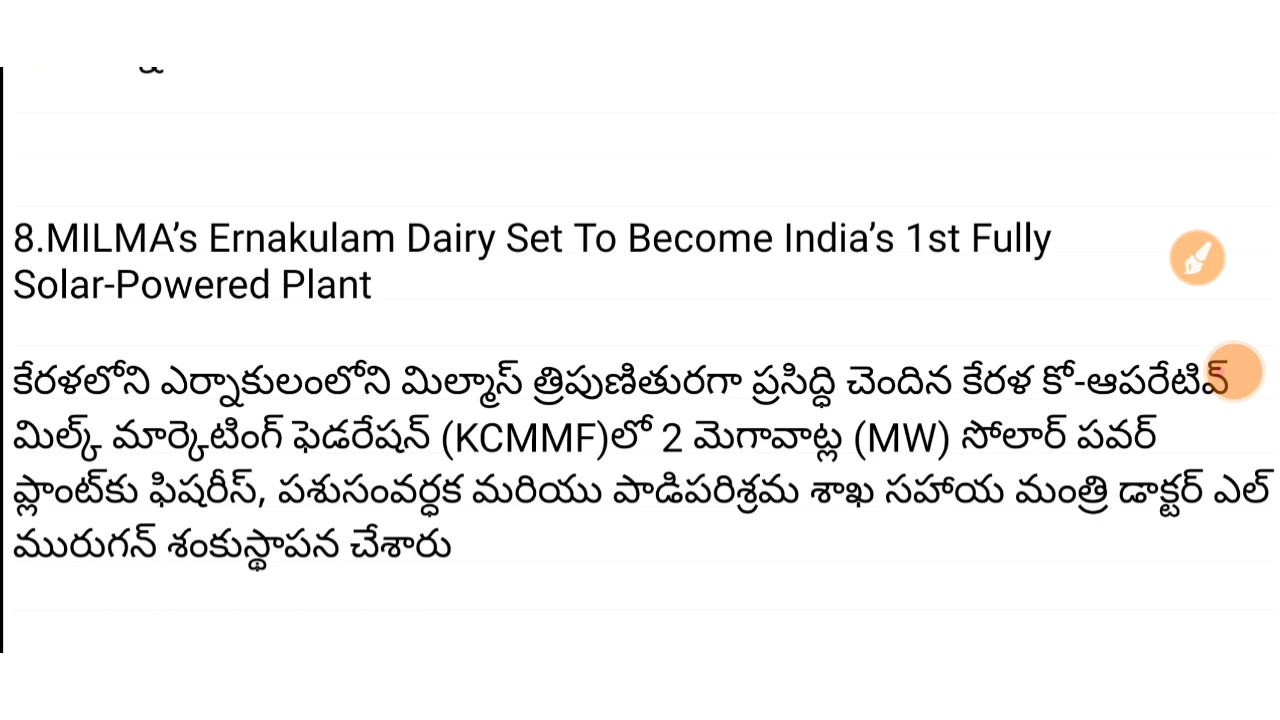 8.MILMA’s Ernakulam Dairy Set To Become India’s 1st Fully
Solar-Powered Plant
కేరళలోని ఎర్నాకులంలోని మిల్మాస్ త్రిపుణితురగా ప్రసిద్ధి చెందిన కేరళ కో-ఆపరేటివ్
మిల్క్ మార్కెటింగ్ ఫెడరేషన్ (KCMMF)లో 2 మెగావాట్ల (MW) సోలార్ పవర్
ప్లాంట్‌కు ఫిషరీస్, పశుసంవర్ధక మరియు పాడిపరిశ్రమ శాఖ సహాయ మంత్రి డాక్టర్ ఎల్
మురుగన్ శంకుస్థాపన చేశారు